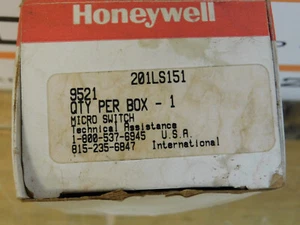 Honeywell
201LS151
9521
QTY PER BOX - 1
MICRO SWITCH
Technical Assistance
1-800-537-6945 U.S.A.
815-235-6847 International